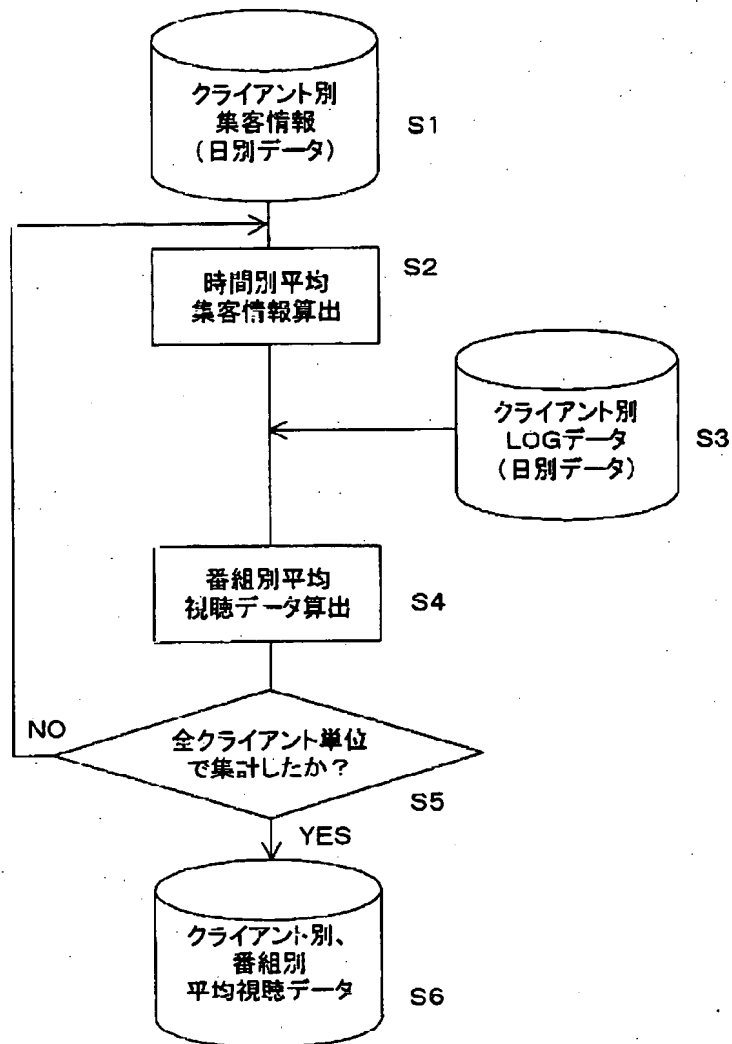 クライアント別
集客情報
(日別データ)
S1
S2
時間別平均
集客情報算出
クライアント別
LOGデータ
(日別データ)
S3
番組別平均
視聴データ算出
S4
NO
全クライアント単位
で集計したか?
S5
YES
クライアント別、
番組別
平均視聴データ
S6